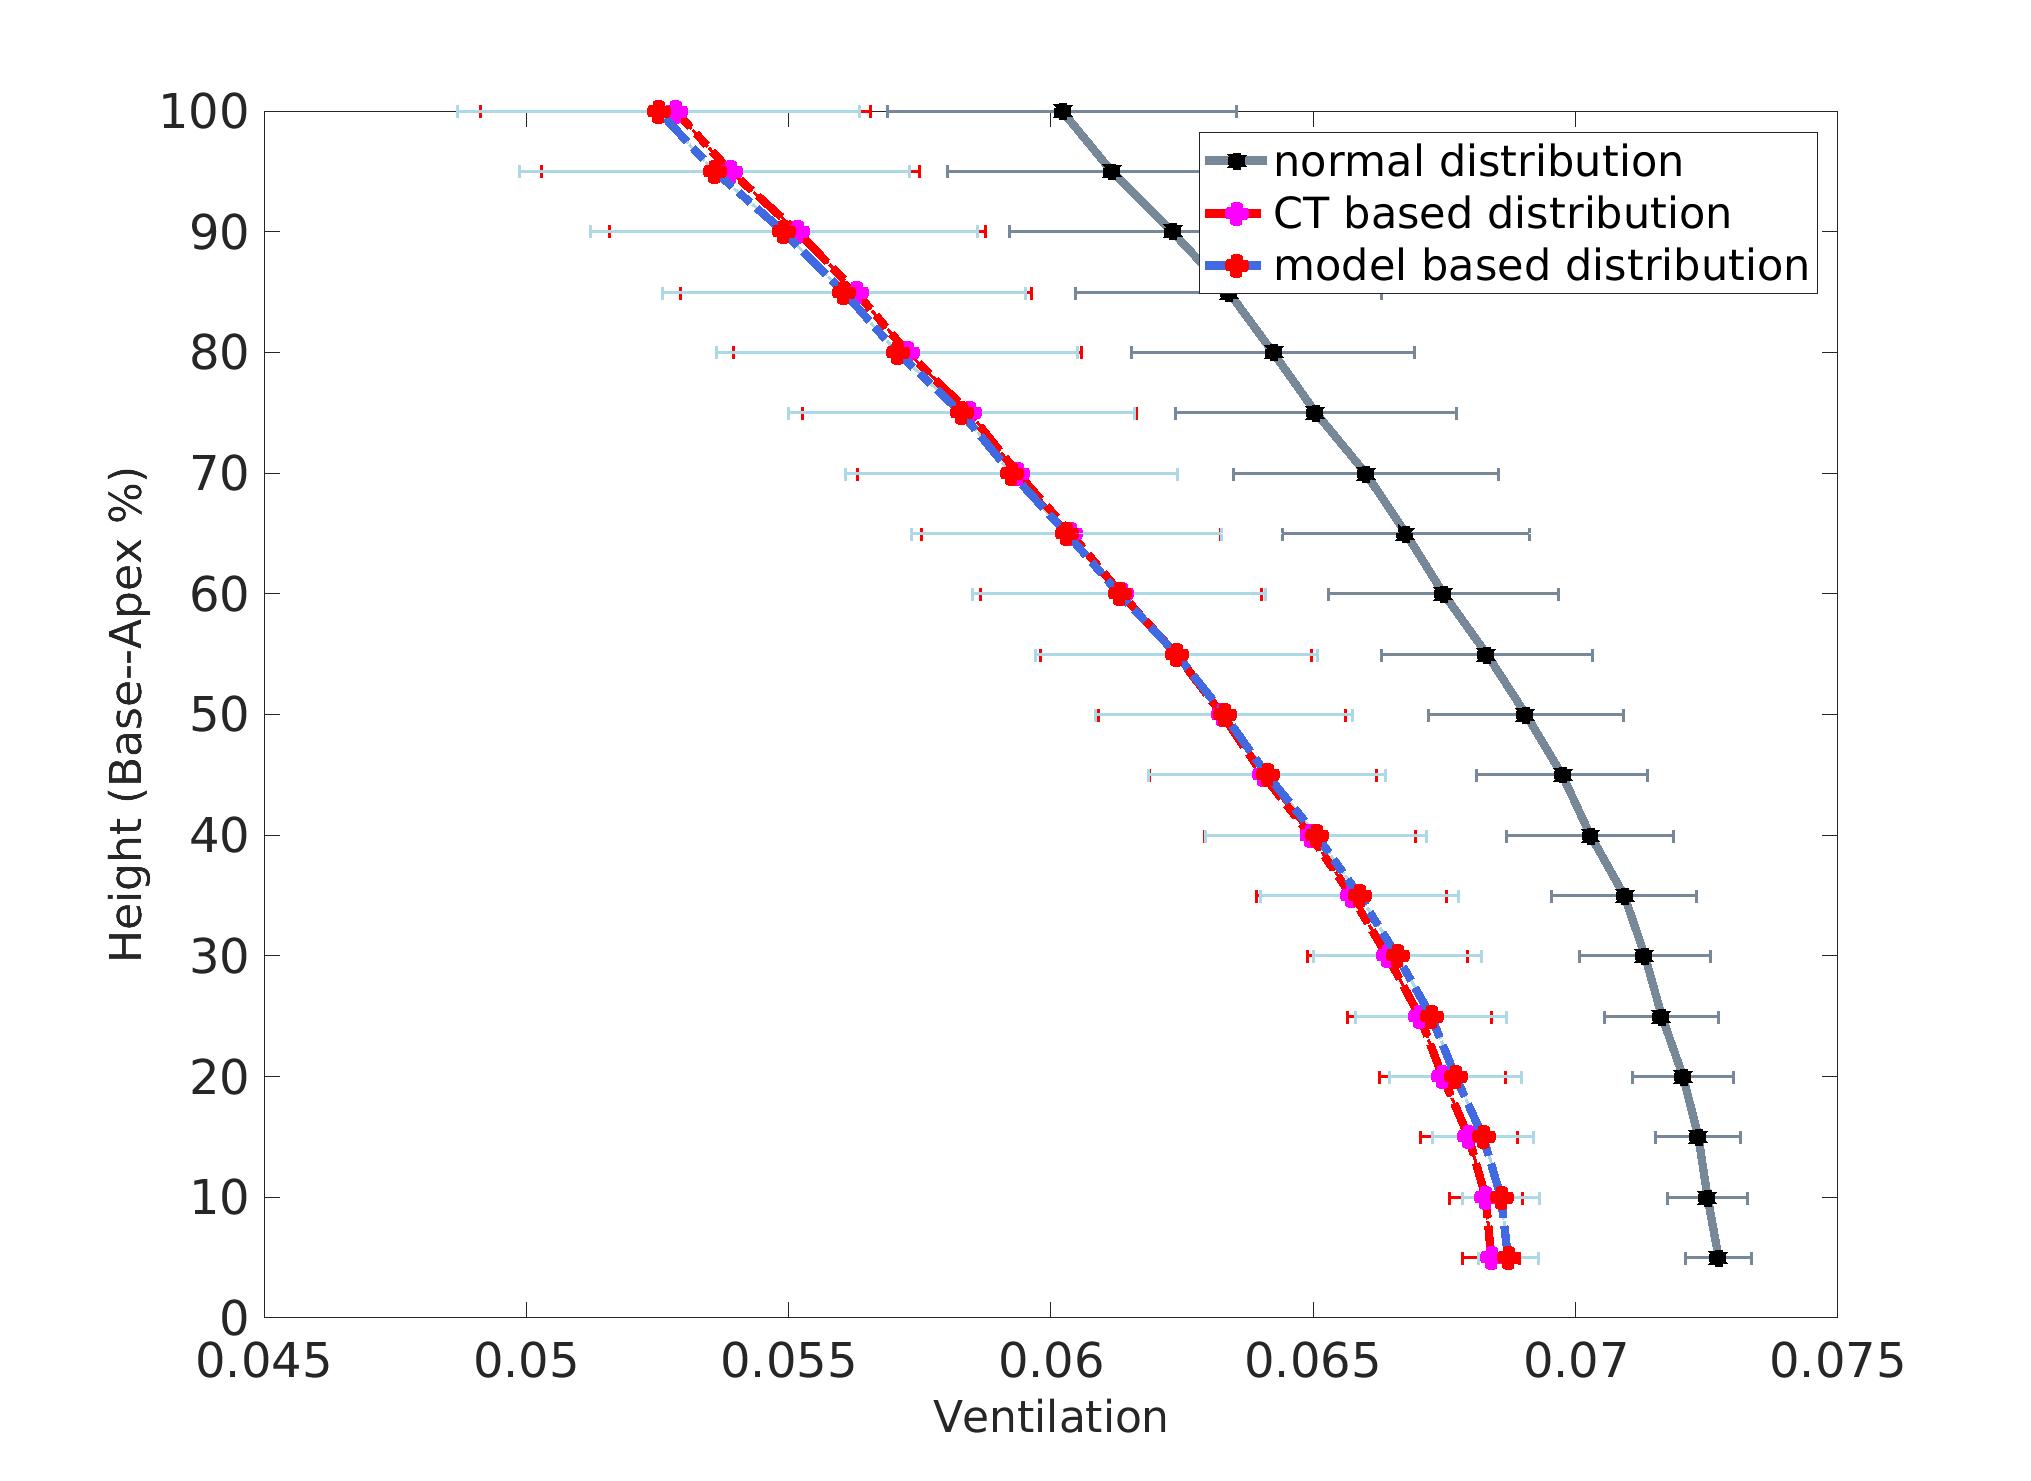 normal distribution
CT based distribution
model based distribution
Height (Base--Apex %)
100
90
80
70
60
50
40
30
20
10
0
0.045 0.05 0.055 0.06 0.065 0.07 0.075
Ventilation